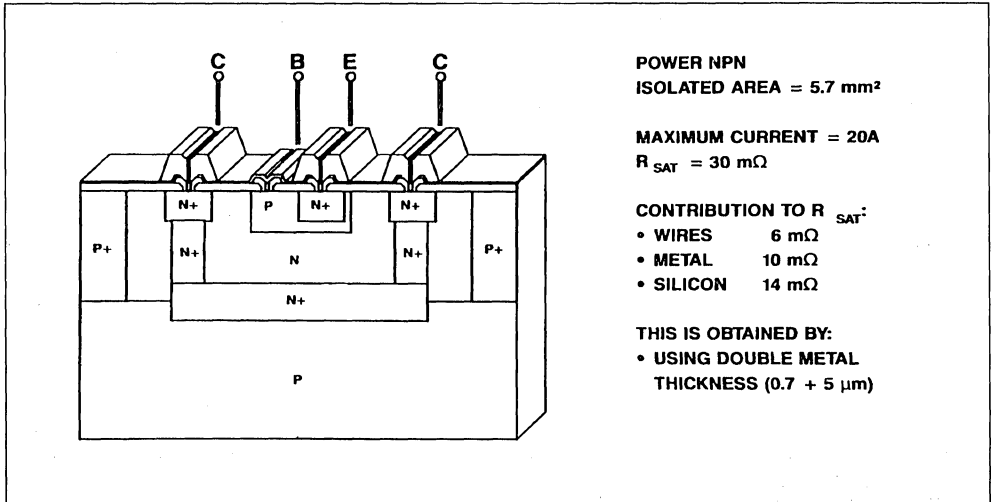 C B E C
N+ P N+ N+
P+ N+ N N+ P+
N+
P
POWER NPN
ISOLATED AREA = 5.7 mm²
MAXIMUM CURRENT = 20A
R SAT = 30 mΩ
CONTRIBUTION TO R SAT:
• WIRES 6 mΩ
• METAL 10 mΩ
• SILICON 14 mΩ
THIS IS OBTAINED BY:
• USING DOUBLE METAL
THICKNESS (0.7 + 5 μm)